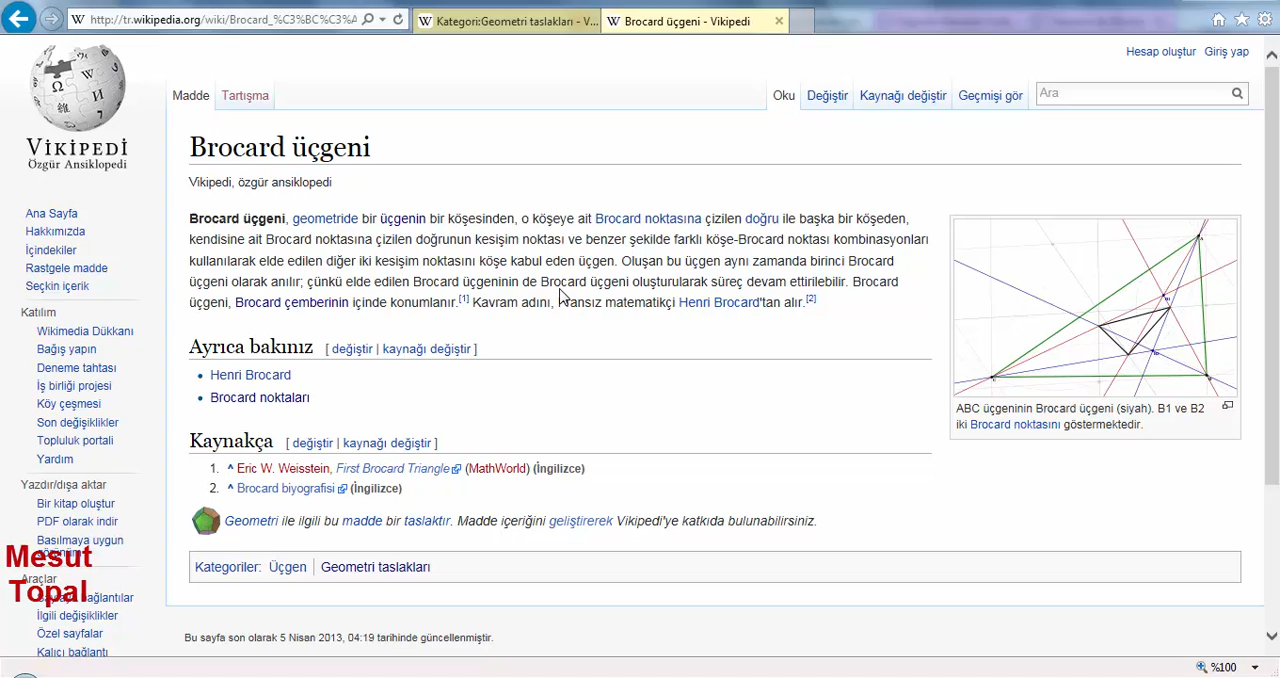 http://tr.wikipedia.org/wiki/Brocard_%C3%BC%C3%A
Kategori:Geometri taslakları - V...
Brocard üçgeni - Vikipedi
Hesap oluştur Giriş yap
Madde Tartışma Oku Değiştir Kaynağı değiştir Geçmişi gör Ara
VİKİPEDİ
Özgür Ansiklopedi
Ana Sayfa
Hakkımızda
İçindekiler
Rastgele madde
Seçkin içerik
Katılım
Wikimedia Dükkanı
Bağış yapın
Deneme tahtası
İş birliği projesi
Köy çeşmesi
Son değişiklikler
Topluluk portali
Yardım
Yazdır/dışa aktar
Bir kitap oluştur
PDF olarak indir
Basılmaya uygun
Mesut
Topal
Araçlar
bağlantılar
İlgili değişiklikler
Özel sayfalar
Kalıcı bağlantı
Brocard üçgeni
Vikipedi, özgür ansiklopedi
Brocard üçgeni, geometride bir üçgenin bir köşesinden, o köşeye ait Brocard noktasına çizilen doğru ile başka bir köşeden,
kendisine ait Brocard noktasına çizilen doğrunun kesişim noktası ve benzer şekilde farklı köşe-Brocard noktası kombinasyonları
kullanılarak elde edilen diğer iki kesişim noktasını köşe kabul eden üçgen. Oluşan bu üçgen aynı zamanda birinci Brocard
üçgeni olarak anılır; çünkü elde edilen Brocard üçgeninin de Brocard üçgeni oluşturularak süreç devam ettirilebilir. Brocard
üçgeni, Brocard çemberinin içinde konumlanır.[1] Kavram adını, Fransız matematikçi Henri Brocard'tan alır.[2]
Ayrıca bakınız [ değiştir | kaynağı değiştir ]
Henri Brocard
Brocard noktaları
Kaynakça [ değiştir | kaynağı değiştir ]
1. ^ Eric W. Weisstein, First Brocard Triangle (MathWorld) (İngilizce)
2. ^ Brocard biyografisi (İngilizce)
Geometri ile ilgili bu madde bir taslaktır. Madde içeriğini geliştirerek Vikipedi'ye katkıda bulunabilirsiniz.
Kategoriler: Üçgen Geometri taslakları
Bu sayfa son olarak 5 Nisan 2013, 04:19 tarihinde güncellenmiştir.
ABC üçgeninin Brocard üçgeni (siyah). B1 ve B2
iki Brocard noktasını göstermektedir.
%100